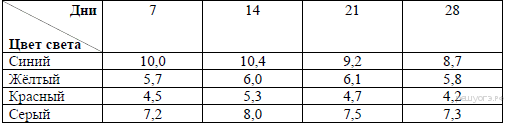 Дни 7 14 21 28
Цвет света
Синий 10,0 10,4 9,2 8,7
Жёлтый 5,7 6,0 6,1 5,8
Красный 4,5 5,3 4,7 4,2
Серый 7,2 8,0 7,5 7,3